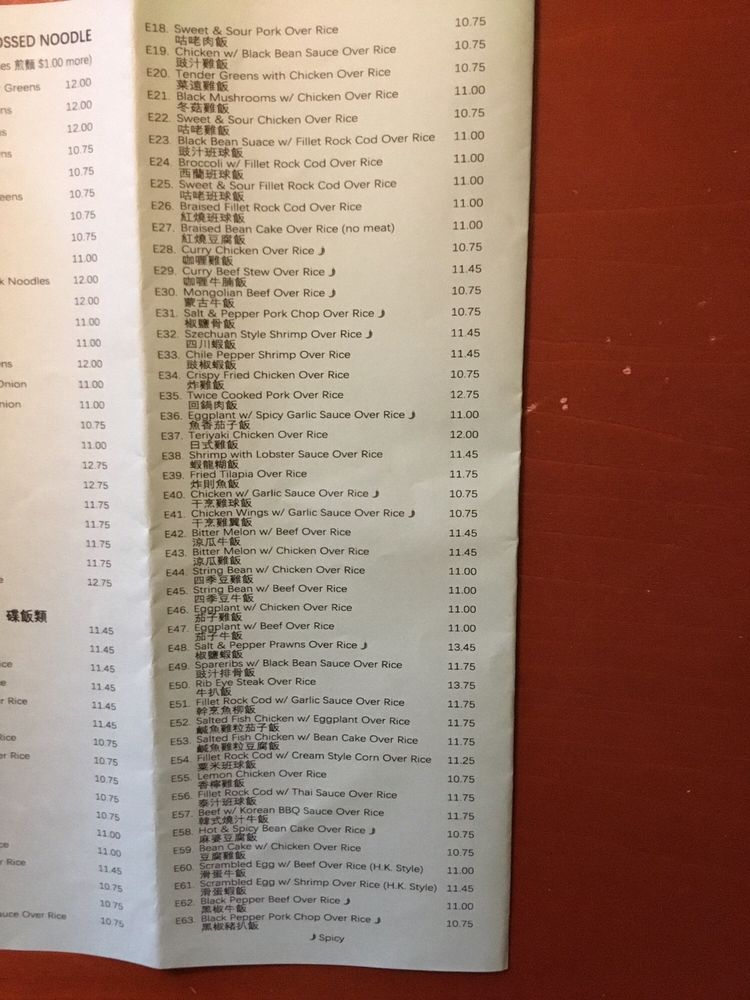 OSSED NOODLE
es 煎麵 $1.00 more)
Greens 12.00
ns 12.00
s 12.00
ns 10.75
10.75
eens 10.75
10.75
10.75
11.00
k Noodles 12.00
12.00
11.00
11.00
ens 12.00
Onion 11.00
nion 11.00
10.75
11.00
12.75
12.75
11.75
11.75
11.75
11.75
e 12.75
碟飯類
11.45
11.45
ice 11.45
e 11.45
r Rice 11.45
11.45
Rice 10.75
er Rice 10.75
10.75
10.75
10.75
11.00
ce 11.00
r Rice 11.45
10.75
10.75
auce Over Rice 10.75
E18. Sweet & Sour Pork Over Rice 10.75
咕咾肉飯
E19. Chicken w/ Black Bean Sauce Over Rice 10.75
豉汁雞飯
E20. Tender Greens with Chicken Over Rice 10.75
菜遠雞飯
E21. Black Mushrooms w/ Chicken Over Rice 11.00
冬菇雞飯
E22. Sweet & Sour Chicken Over Rice 10.75
咕咾雞飯
E23. Black Bean Suace w/ Fillet Rock Cod Over Rice 11.00
豉汁班球飯
E24. Broccoli w/ Fillet Rock Cod Over Rice 11.00
西蘭班球飯
E25. Sweet & Sour Fillet Rock Cod Over Rice 11.00
咕咾班球飯
E26. Braised Fillet Rock Cod Over Rice 11.00
紅燒班球飯
E27. Braised Bean Cake Over Rice (no meat) 11.00
紅燒豆腐飯
E28. Curry Chicken Over Rice 10.75
咖喱雞飯
E29. Curry Beef Stew Over Rice 11.45
咖喱牛腩飯
E30. Mongolian Beef Over Rice 10.75
蒙古牛飯
E31. Salt & Pepper Pork Chop Over Rice 10.75
椒鹽骨飯
E32. Szechuan Style Shrimp Over Rice 11.45
四川蝦飯
E33. Chile Pepper Shrimp Over Rice 11.45
豉椒蝦飯
E34. Crispy Fried Chicken Over Rice 10.75
炸雞飯
E35. Twice Cooked Pork Over Rice 12.75
回鍋肉飯
E36. Eggplant w/ Spicy Garlic Sauce Over Rice 11.00
魚香茄子飯
E37. Teriyaki Chicken Over Rice 12.00
日式雞飯
E38. Shrimp with Lobster Sauce Over Rice 11.45
蝦龍糊飯
E39. Fried Tilapia Over Rice 11.75
炸則魚飯
E40. Chicken w/ Garlic Sauce Over Rice 10.75
干烹雞球飯
E41. Chicken Wings w/ Garlic Sauce Over Rice 10.75
干烹雞翼飯
E42. Bitter Melon w/ Beef Over Rice 11.45
涼瓜牛飯
E43. Bitter Melon w/ Chicken Over Rice 11.45
涼瓜雞飯
E44. String Bean w/ Chicken Over Rice 11.00
四季豆雞飯
E45. String Bean w/ Beef Over Rice 11.00
四季豆牛飯
E46. Eggplant w/ Chicken Over Rice 11.00
茄子雞飯
E47. Eggplant w/ Beef Over Rice 11.00
茄子牛飯
E48. Salt & Pepper Prawns Over Rice 13.45
椒鹽蝦飯
E49. Spareribs w/ Black Bean Sauce Over Rice 11.75
豉汁排骨飯
E50. Rib Eye Steak Over Rice 13.75
牛扒飯
E51. Fillet Rock Cod w/ Garlic Sauce Over Rice 11.75
幹烹魚柳飯
E52. Salted Fish Chicken w/ Eggplant Over Rice 11.75
鹹魚雞粒茄子飯
E53. Salted Fish Chicken w/ Bean Cake Over Rice 11.75
鹹魚雞粒豆腐飯
E54. Fillet Rock Cod w/ Cream Style Corn Over Rice 11.25
粟米班球飯
E55. Lemon Chicken Over Rice 10.75
香檸雞飯
E56. Fillet Rock Cod w/ Thai Sauce Over Rice 11.75
泰汁班球飯
E57. Beef w/ Korean BBQ Sauce Over Rice 11.75
韓式燒汁牛飯
E58. Hot & Spicy Bean Cake Over Rice 10.75
麻婆豆腐飯
E59. Bean Cake w/ Chicken Over Rice 10.75
豆腐雞飯
E60. Scrambled Egg w/ Beef Over Rice (H.K. Style) 11.00
滑蛋牛飯
E61. Scrambled Egg w/ Shrimp Over Rice (H.K. Style) 11.45
滑蛋蝦飯
E62. Black Pepper Beef Over Rice 11.00
黑椒牛飯
E63. Black Pepper Pork Chop Over Rice 10.75
黑椒豬扒飯
Spicy